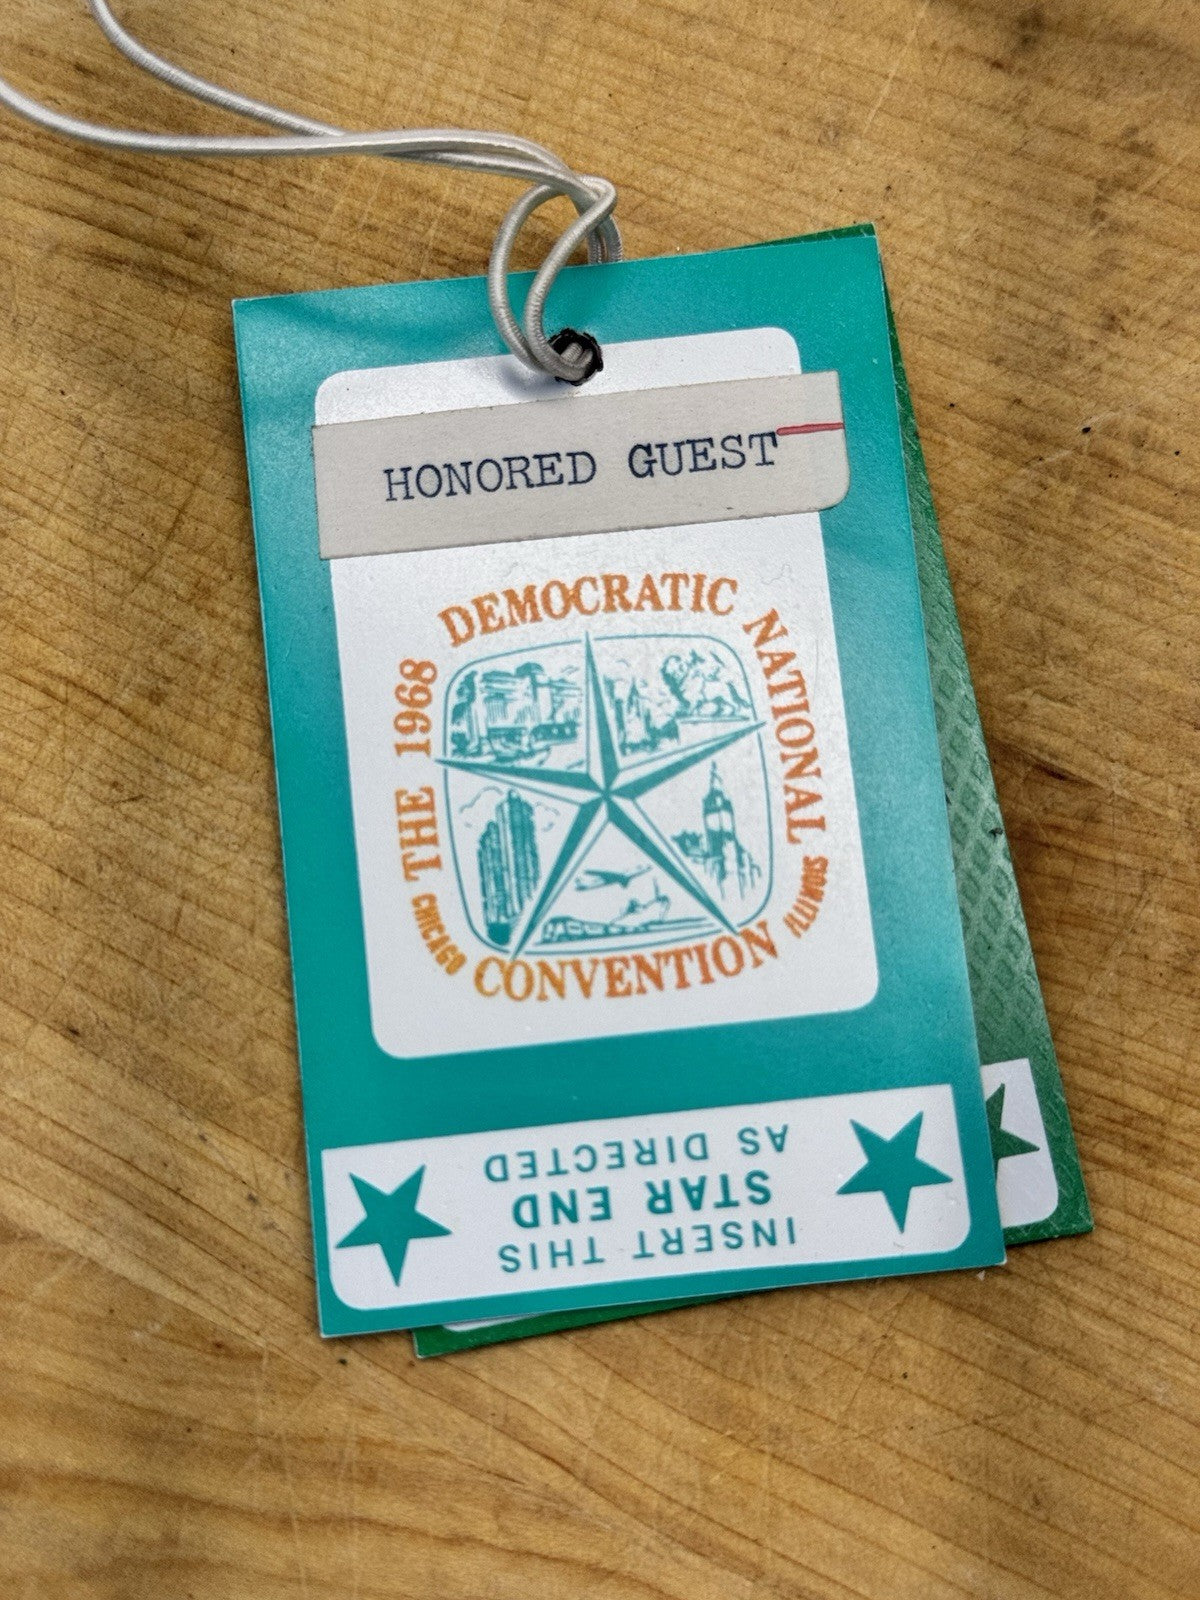 HONORED GUEST
THE 1968 DEMOCRATIC NATIONAL CONVENTION
CHICAGO ILLINOIS
INSERT THIS
STAR END
AS DIRECTED